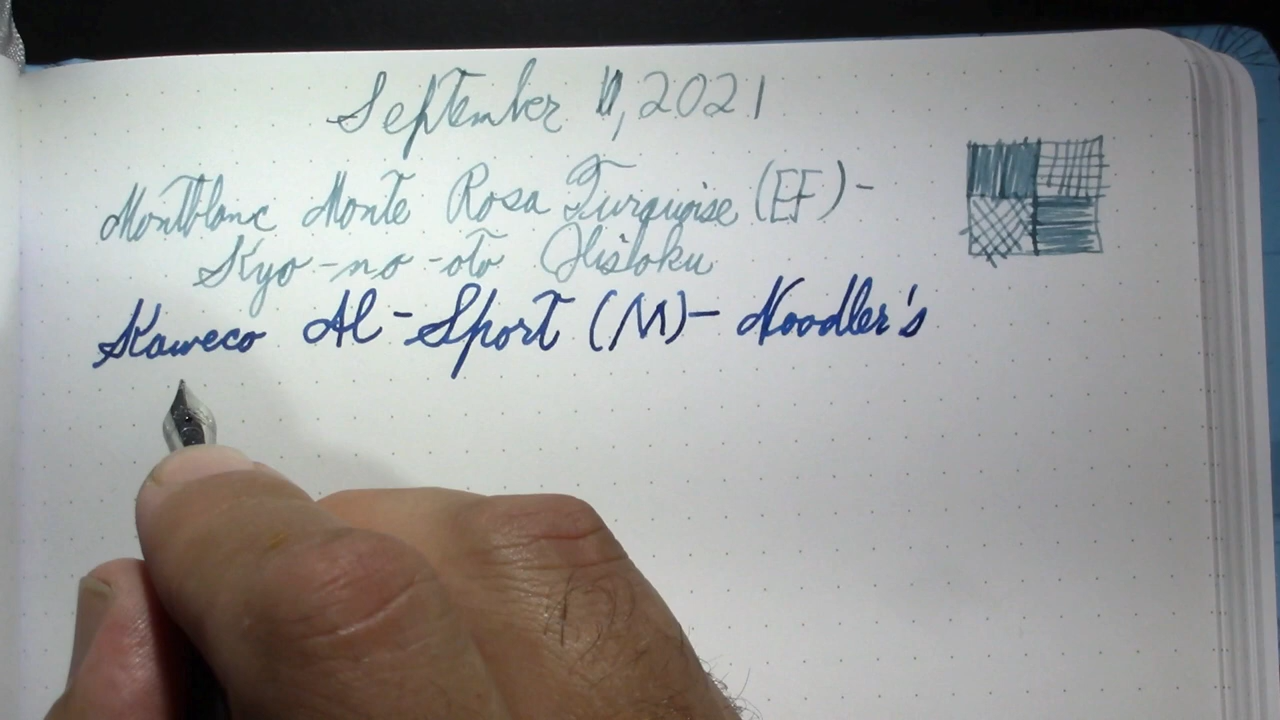 September 11, 2021
Montblanc Monte Rosa Turquoise (EF) -
Kyo-no-oto Hisoku
Kaweco Al-Sport (M) - Noodler's